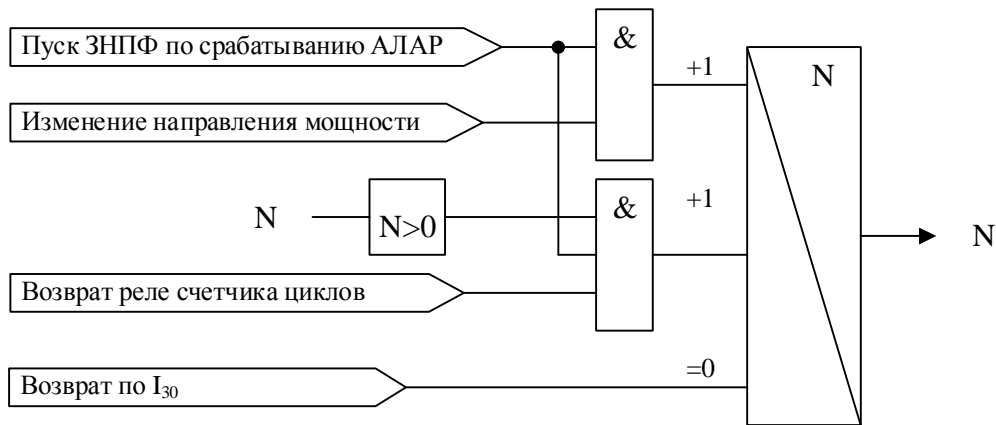 Пуск ЗНПФ по срабатыванию АЛАР
&
+1
N
Изменение направления мощности
N
N>0
&
+1
N
Возврат реле счетчика циклов
Возврат по I30
=0